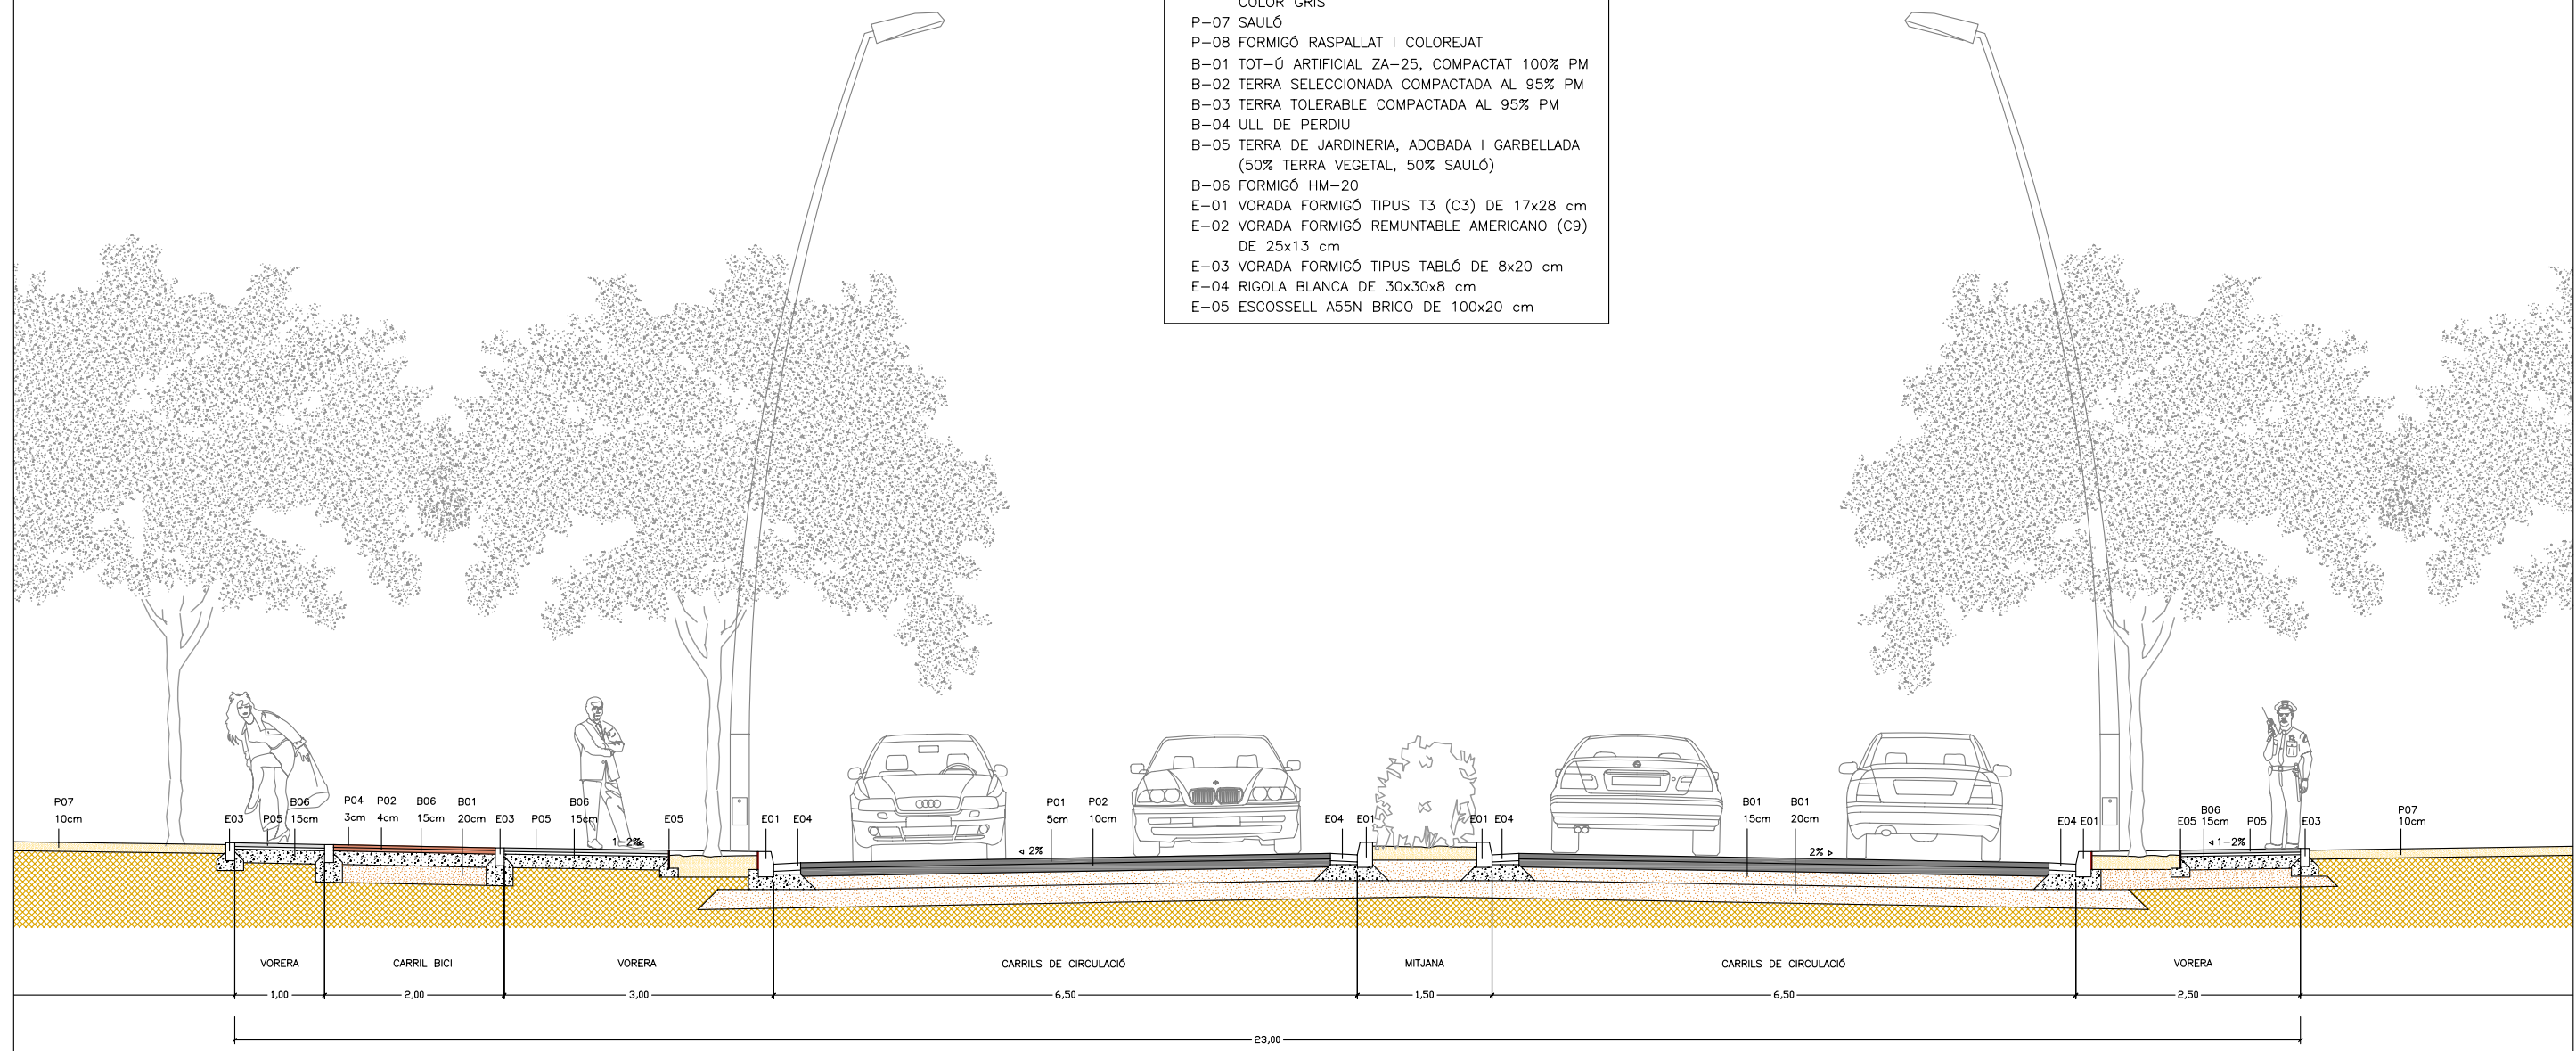 COLOR GRIS
P-07 SAULÓ
P-08 FORMIGÓ RASPALLAT I COLOREJAT
B-01 TOT-Ú ARTIFICIAL ZA-25, COMPACTAT 100% PM
B-02 TERRA SELECCIONADA COMPACTADA AL 95% PM
B-03 TERRA TOLERABLE COMPACTADA AL 95% PM
B-04 ULL DE PERDIU
B-05 TERRA DE JARDINERIA, ADOBADA I GARBELLADA
(50% TERRA VEGETAL, 50% SAULÓ)
B-06 FORMIGÓ HM-20
E-01 VORADA FORMIGÓ TIPUS T3 (C3) DE 17x28 cm
E-02 VORADA FORMIGÓ REMUNTABLE AMERICANO (C9)
DE 25x13 cm
E-03 VORADA FORMIGÓ TIPUS TABLÓ DE 8x20 cm
E-04 RIGOLA BLANCA DE 30x30x8 cm
E-05 ESCOSSELL A55N BRICO DE 100x20 cm
P07
10cm
E03
P05
B06
15cm
P04
3cm
P02
4cm
B06
15cm
B01
20cm
E03
P05
B06
15cm
1-2%
E05
E01
E04
2%
P01
5cm
P02
10cm
E04
E01
E01
E04
B01
15cm
B01
20cm
2%
E04
E01
E05
B06
15cm
P05
1-2%
E03
P07
10cm
VORERA
CARRIL BICI
VORERA
CARRILS DE CIRCULACIÓ
MITJANA
CARRILS DE CIRCULACIÓ
VORERA
1,00
2,00
3,00
6,50
1,50
6,50
2,50
23,00